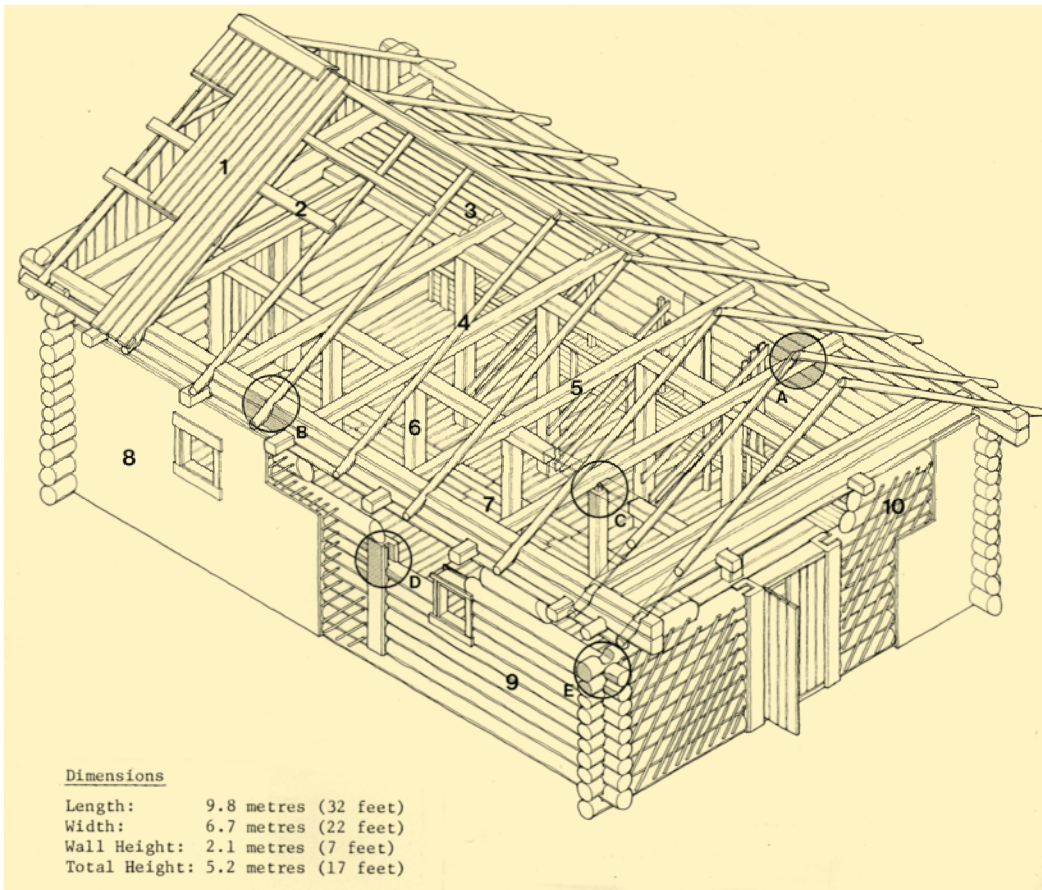 1
2
3
4
5
A
B
6
8
7
C
10
D
9
E
Dimensions
Length: 9.8 metres (32 feet)
Width: 6.7 metres (22 feet)
Wall Height: 2.1 metres (7 feet)
Total Height: 5.2 metres (17 feet)